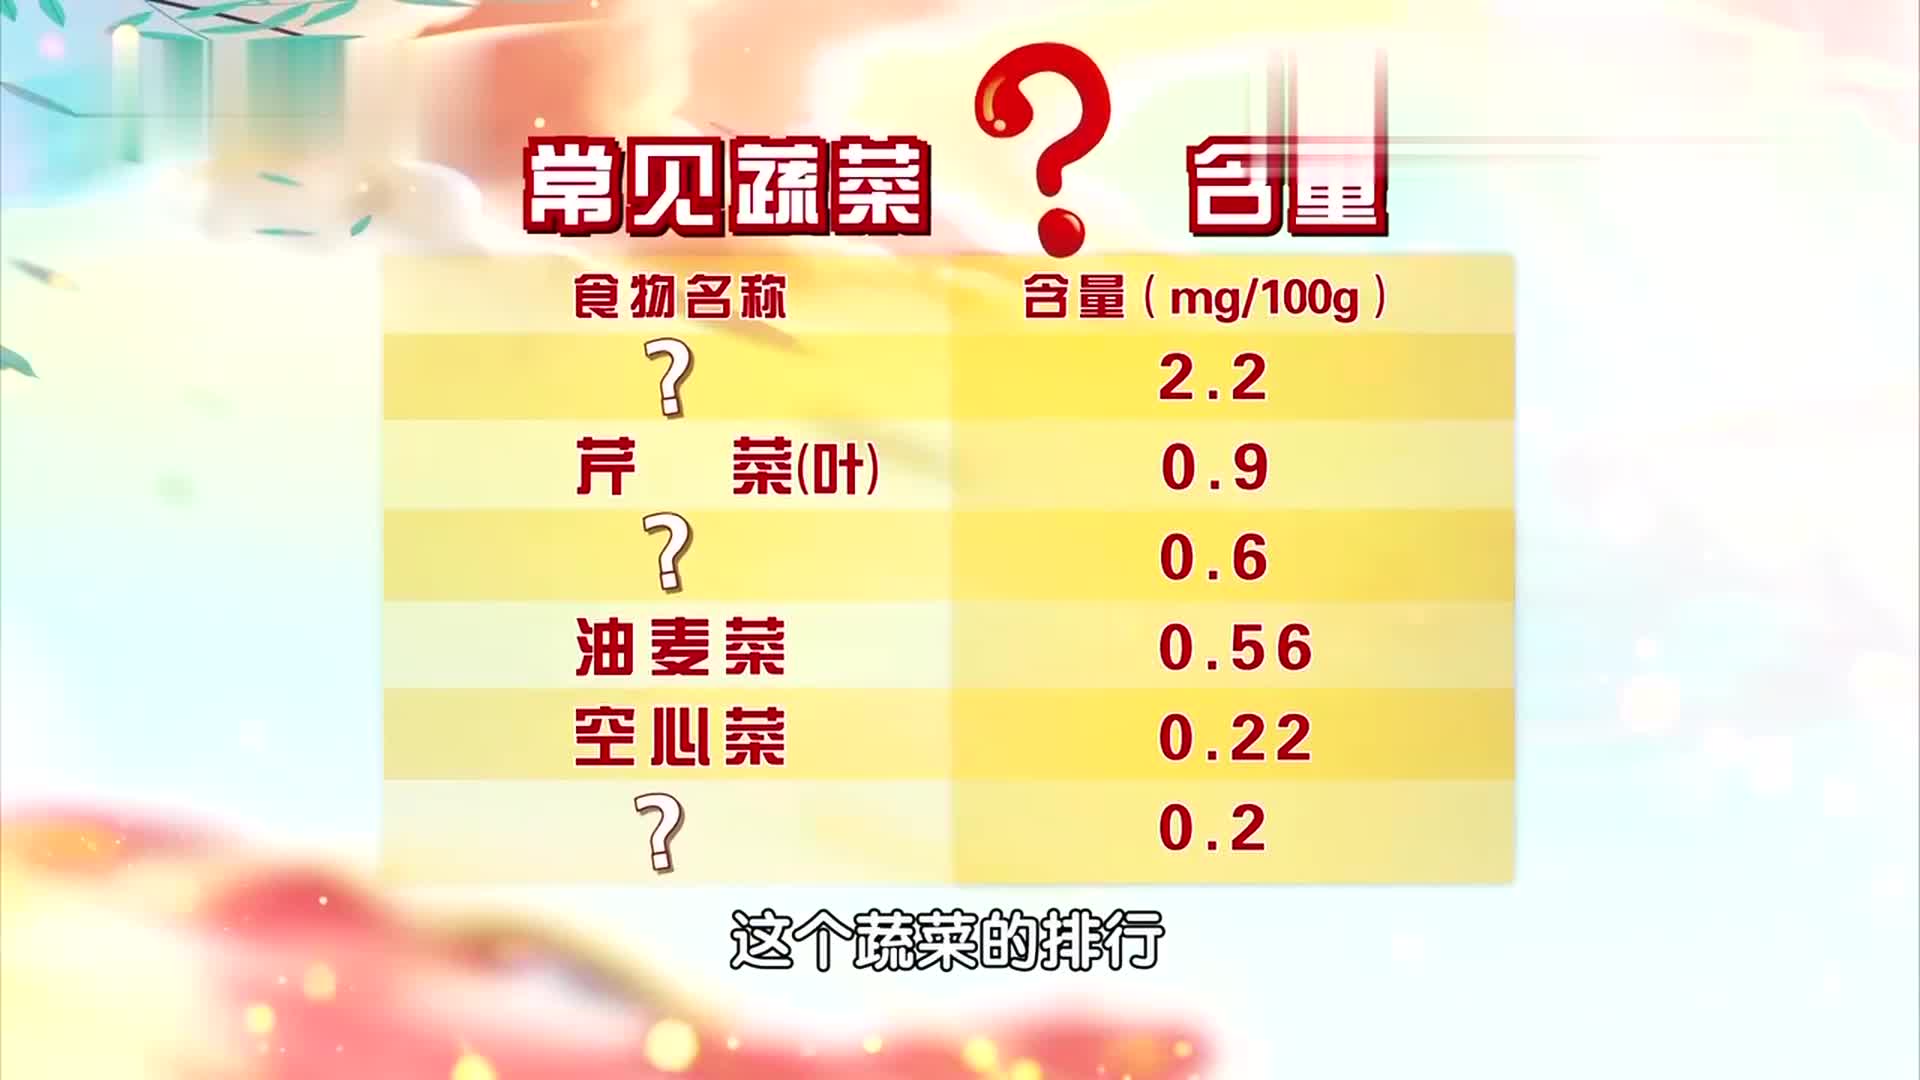 常见蔬菜 ? 含量
食物名称 含量(mg/100g)
? 2.2
芹 菜(叶) 0.9
? 0.6
油麦菜 0.56
空心菜 0.22
? 0.2
这个蔬菜的排行